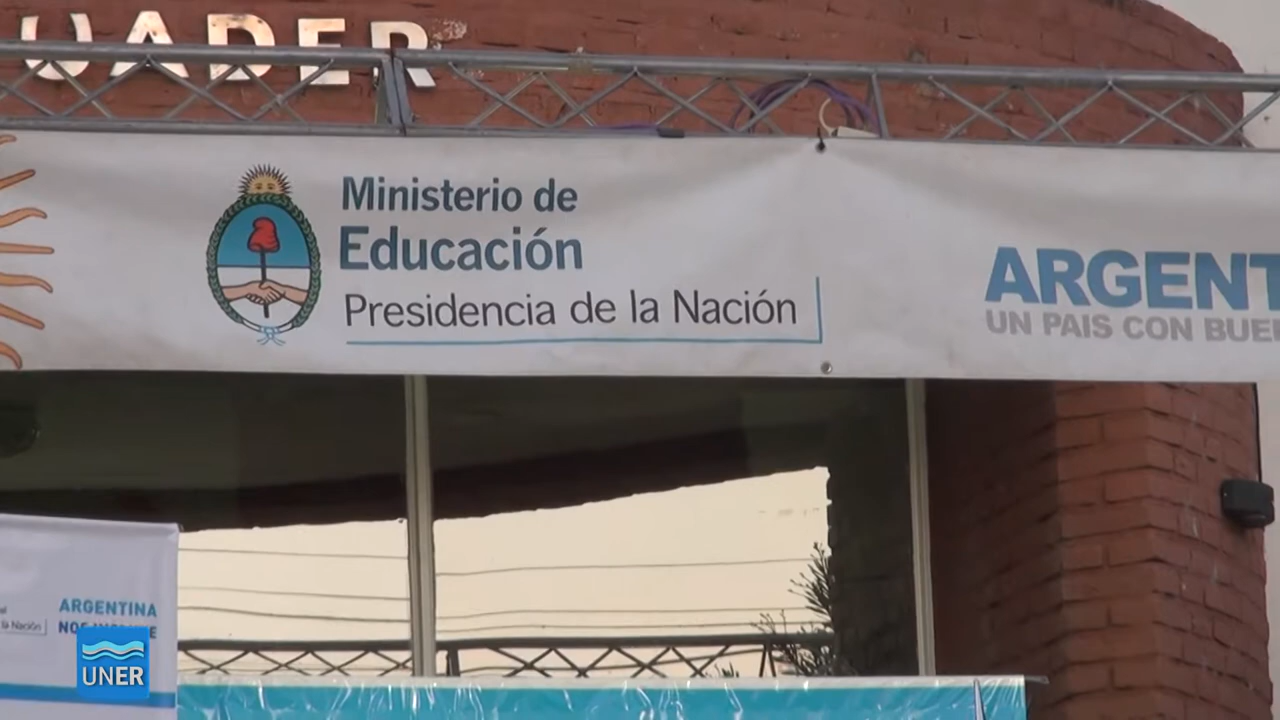 UADER
Ministerio de
Educación
Presidencia de la Nación
ARGENT
UN PAIS CON BUE
la Nación
ARGENTINA
UNER